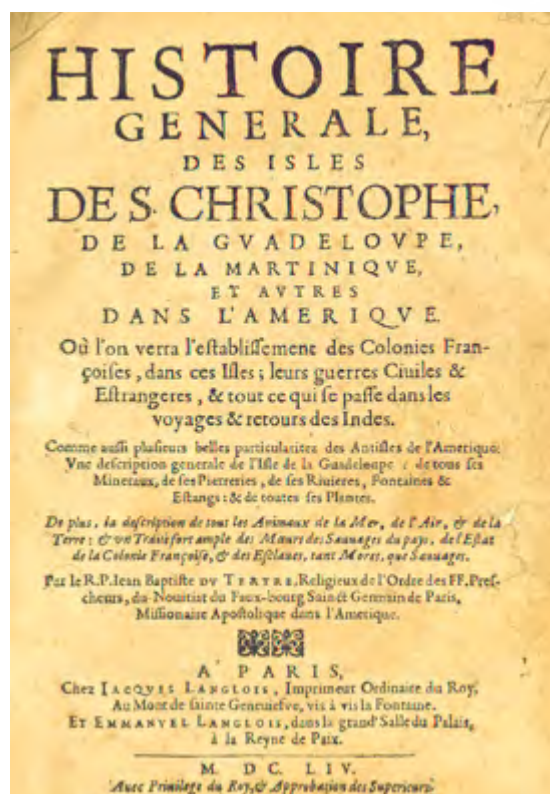 HISTOIRE
GENERALE,
DES ISLES
DE S. CHRISTOPHE,
DE LA GVADELOVPE,
DE LA MARTINIQVE,
ET AVTRES
DANS L'AMERIQVE.
Où l'on verra l'eſtabliſſement des Colonies Fran-
çoiſes, dans ces Iſles; leurs guerres Ciuiles &
Eſtrangeres, & tout ce qui ſe paſſe dans les
voyages & retours des Indes.
Comme auſſi pluſieurs belles particularitez des Antiſles de l'Amerique:
Vne deſcription generale de l'Iſle de la Guadeloupe: de tous ſes
Mineraux, de ſes Pierreries, de ſes Riuieres, Fontaines &
Eſtangs: & de toutes ſes Plantes.
De plus, la deſcription de tous les Animaux de la Mer, de l'Air, & de la
Terre: & vn Traité fort ample des Mœurs des Sauuages du pays, de l'Eſtat
de la Colonie Françoiſe, & des Eſclaues, tant Mores, que Sauuages.
Par le R.P. Iean Baptiſte DV TERTRE, Religieux de l'Ordre des FF. Preſ-
cheurs, du Nouitiat du Faux-bourg Sainct Germain de Paris,
Miſſionaire Apoſtolique dans l'Amerique.
A PARIS,
Chez IACQVES LANGLOIS, Imprimeur Ordinaire du Roy,
Au Mont de ſainte Geneuiefve, vis à vis la Fontaine.
ET EMMANVEL LANGLOIS, dans la grand' Salle du Palais,
à la Reyne de Paix.
M. DC. LIV.
Auec Priuilege du Roy, & Approbation des Superieurs